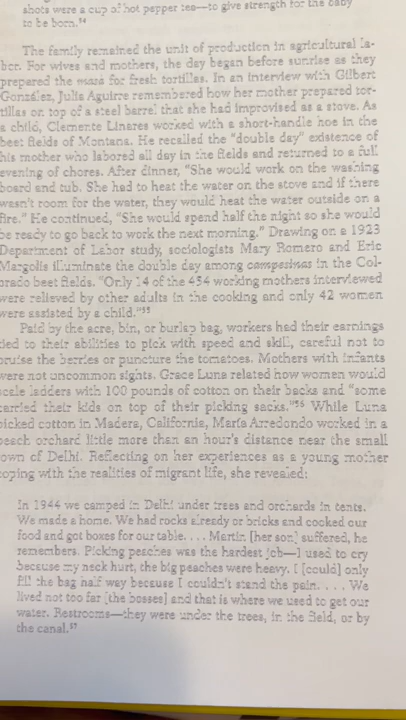 shots were a cup of hot pepper tea—to give strength for the baby
to be born.⁵⁴
The family remained the unit of production in agricultural la-
bor. For wives and mothers, the day began before sunrise as they
prepared the masa for fresh tortillas. In an interview with Gilbert
González, Julia Aguirre remembered how her mother prepared tor-
tillas on top of a steel barrel that she had improvised as a stove. As
a child, Clemente Linares worked with a short-handle hoe in the
beet fields of Montana. He recalled the "double day" existence of
his mother who labored all day in the fields and returned to a full
evening of chores. After dinner, "She would work on the washing
board and tub. She had to heat the water on the stove and if there
wasn't room for the water, they would heat the water outside on a
fire." He continued, "She would spend half the night so she would
be ready to go back to work the next morning." Drawing on a 1923
Department of Labor study, sociologists Mary Romero and Eric
Margolis illuminate the double day among campesinas in the Col-
orado beet fields. "Only 14 of the 454 working mothers interviewed
were relieved by other adults in the cooking and only 42 women
were assisted by a child."⁵⁵
Paid by the acre, bin, or burlap bag, workers had their earnings
tied to their abilities to pick with speed and skill, careful not to
bruise the berries or puncture the tomatoes. Mothers with infants
were not uncommon sights. Grace Luna related how women would
scale ladders with 100 pounds of cotton on their backs and "some
carried their kids on top of their picking sacks."⁵⁶ While Luna
picked cotton in Madera, California, María Arredondo worked in a
peach orchard little more than an hour's distance near the small
town of Delhi. Reflecting on her experiences as a young mother
coping with the realities of migrant life, she revealed:
In 1944 we camped in Delhi under trees and orchards in tents.
We made a home. We had rocks already or bricks and cooked our
food and got boxes for our table. . . . Martin [her son] suffered, he
remembers. Picking peaches was the hardest job—I used to cry
because my neck hurt, the big peaches were heavy. I [could] only
fill the bag half way because I couldn't stand the pain. . . . We
lived not too far [the bosses] and that is where we used to get our
water. Restrooms—they were under the trees, in the field, or by
the canal.⁵⁷